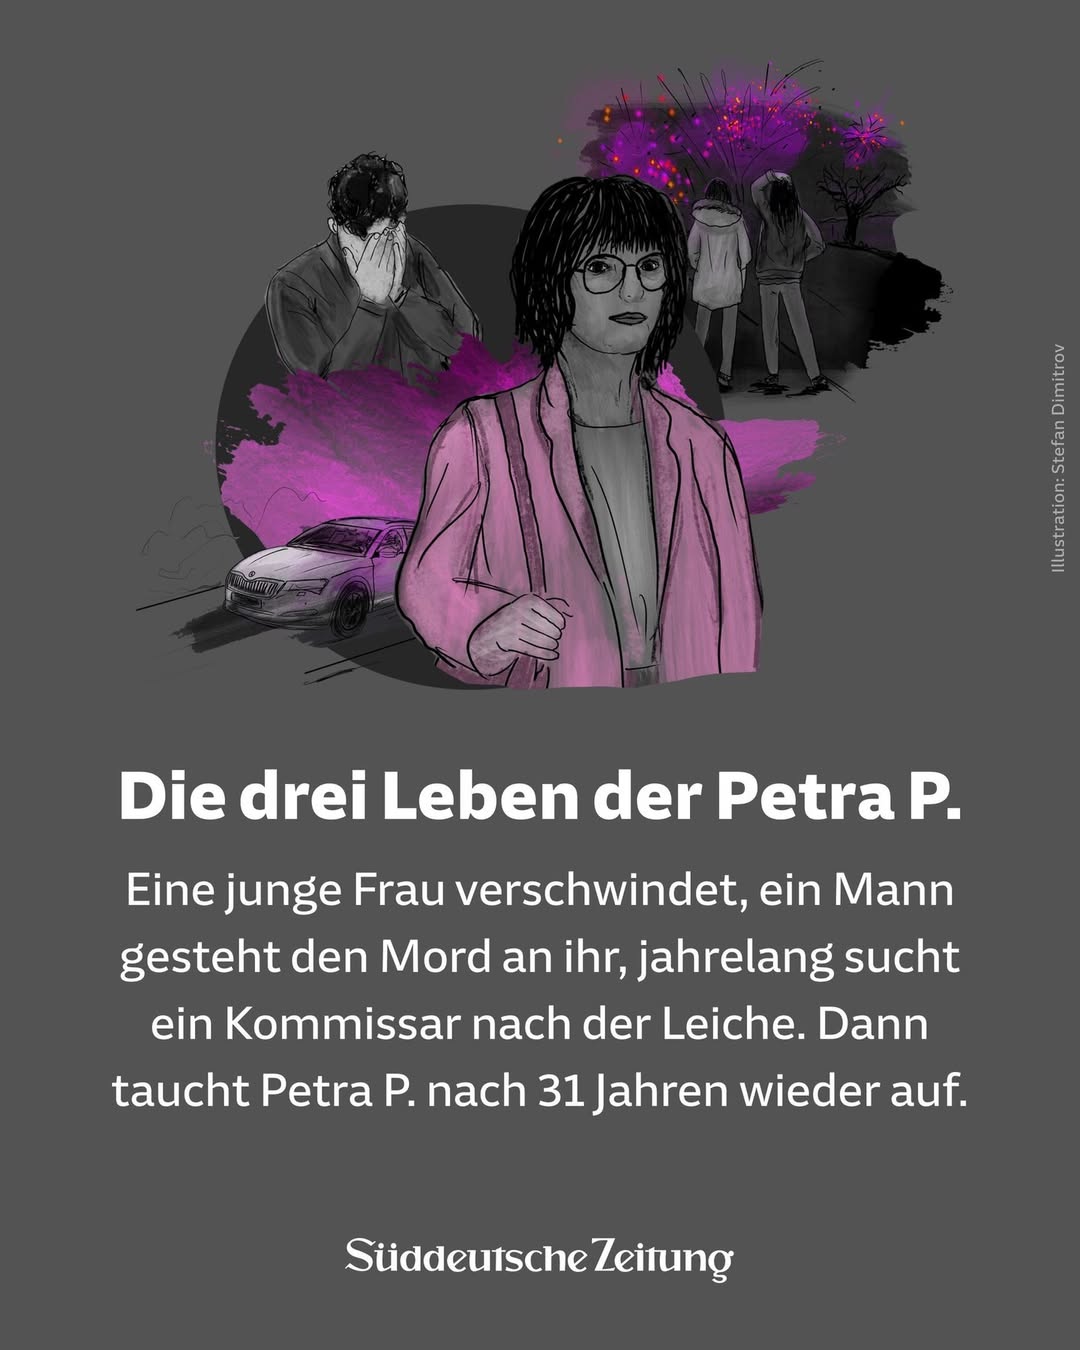 Illustration: Stefan Dimitrov
Die drei Leben der Petra P.
Eine junge Frau verschwindet, ein Mann
gesteht den Mord an ihr, jahrelang sucht
ein Kommissar nach der Leiche. Dann
taucht Petra P. nach 31 Jahren wieder auf.
Süddeutsche Zeitung